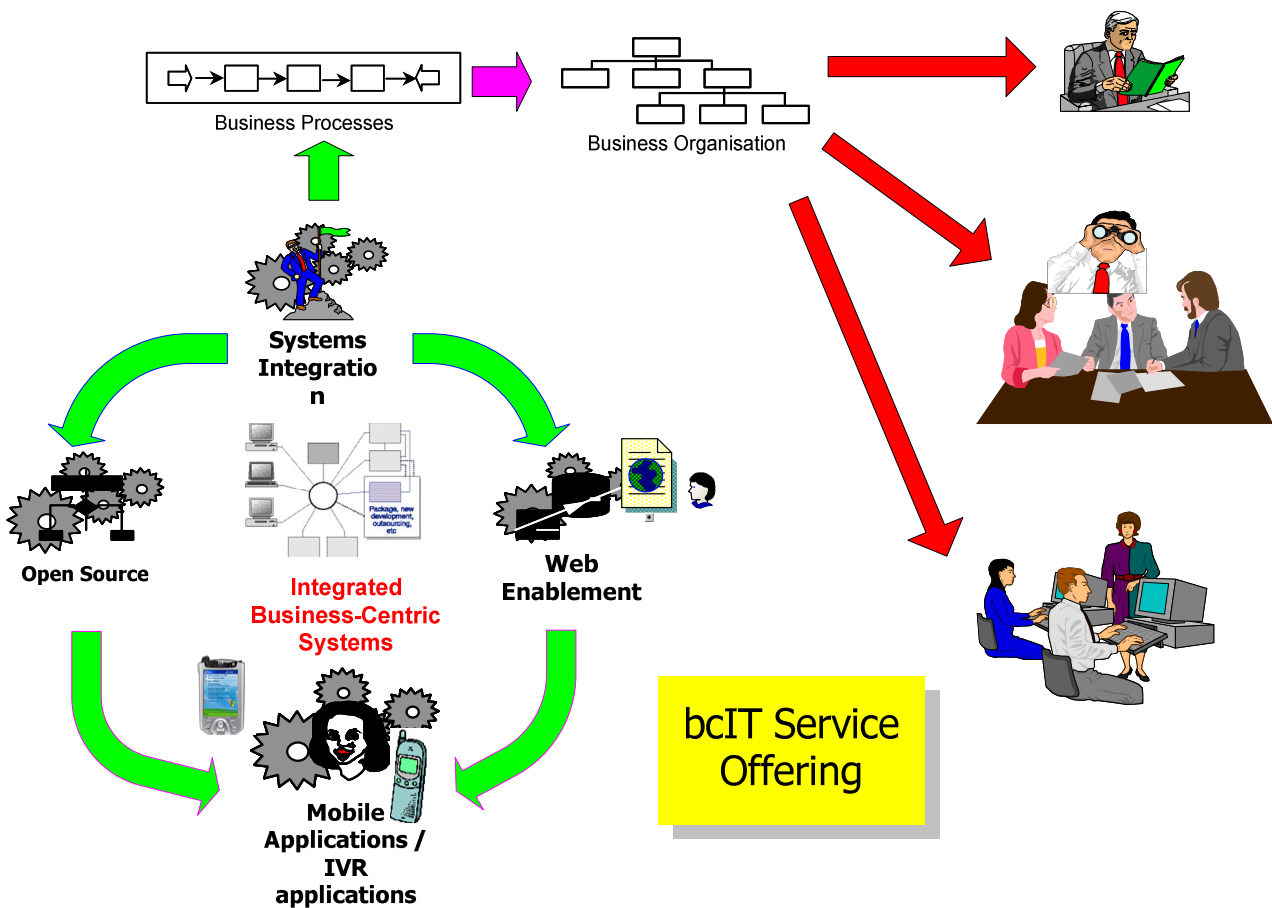 Business Processes
Business Organisation
Systems
Integratio
n
Package, new
development,
outsourcing,
etc
Open Source
Web
Enablement
Integrated
Business-Centric
Systems
bcIT Service
Offering
Mobile
Applications /
IVR
applications